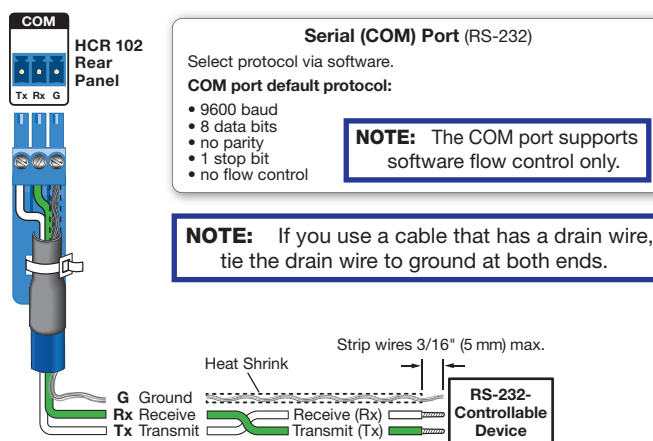 COM
HCR 102
Rear
Panel
Tx Rx G
Serial (COM) Port (RS-232)
Select protocol via software.
COM port default protocol:
• 9600 baud
• 8 data bits
• no parity
• 1 stop bit
• no flow control
NOTE: The COM port supports
software flow control only.
NOTE: If you use a cable that has a drain wire,
tie the drain wire to ground at both ends.
Strip wires 3/16" (5 mm) max.
Heat Shrink
G Ground
Rx Receive
Receive (Rx)
Tx Transmit
Transmit (Tx)
RS-232-
Controllable
Device